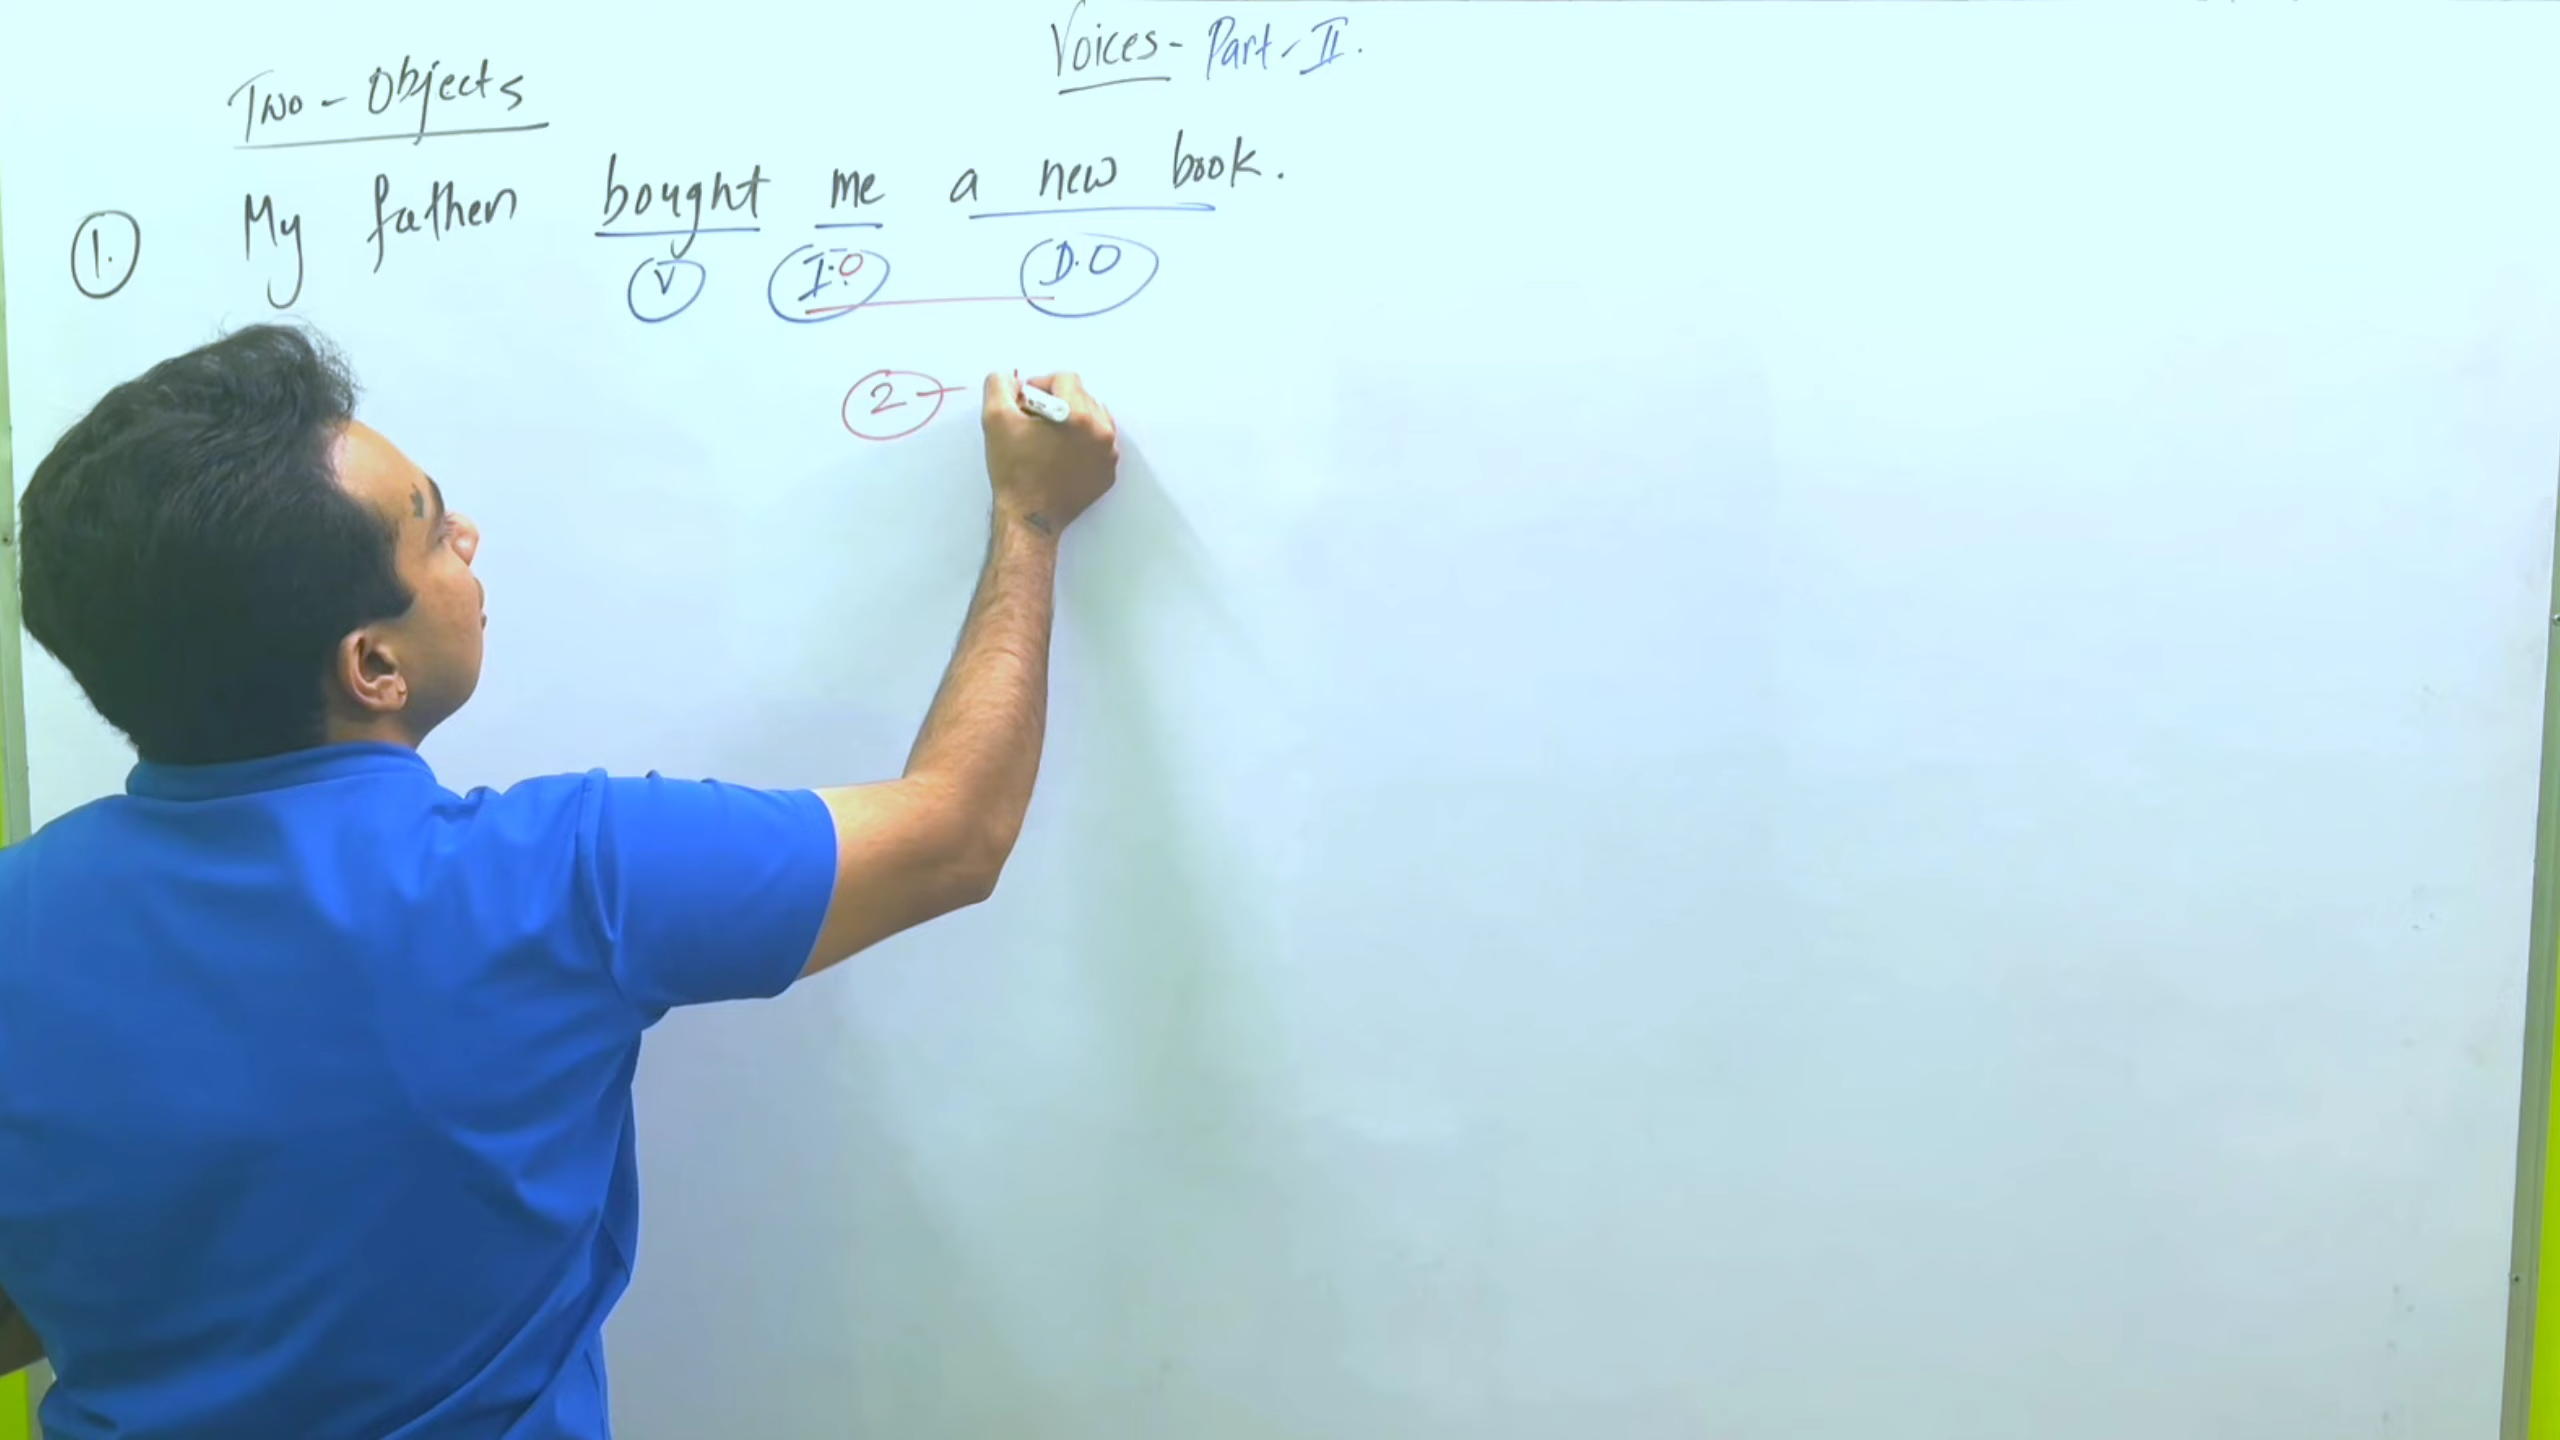 Voices - Part - II.
Two - Objects
1. My father bought me a new book.
V I.O D.O
2 -